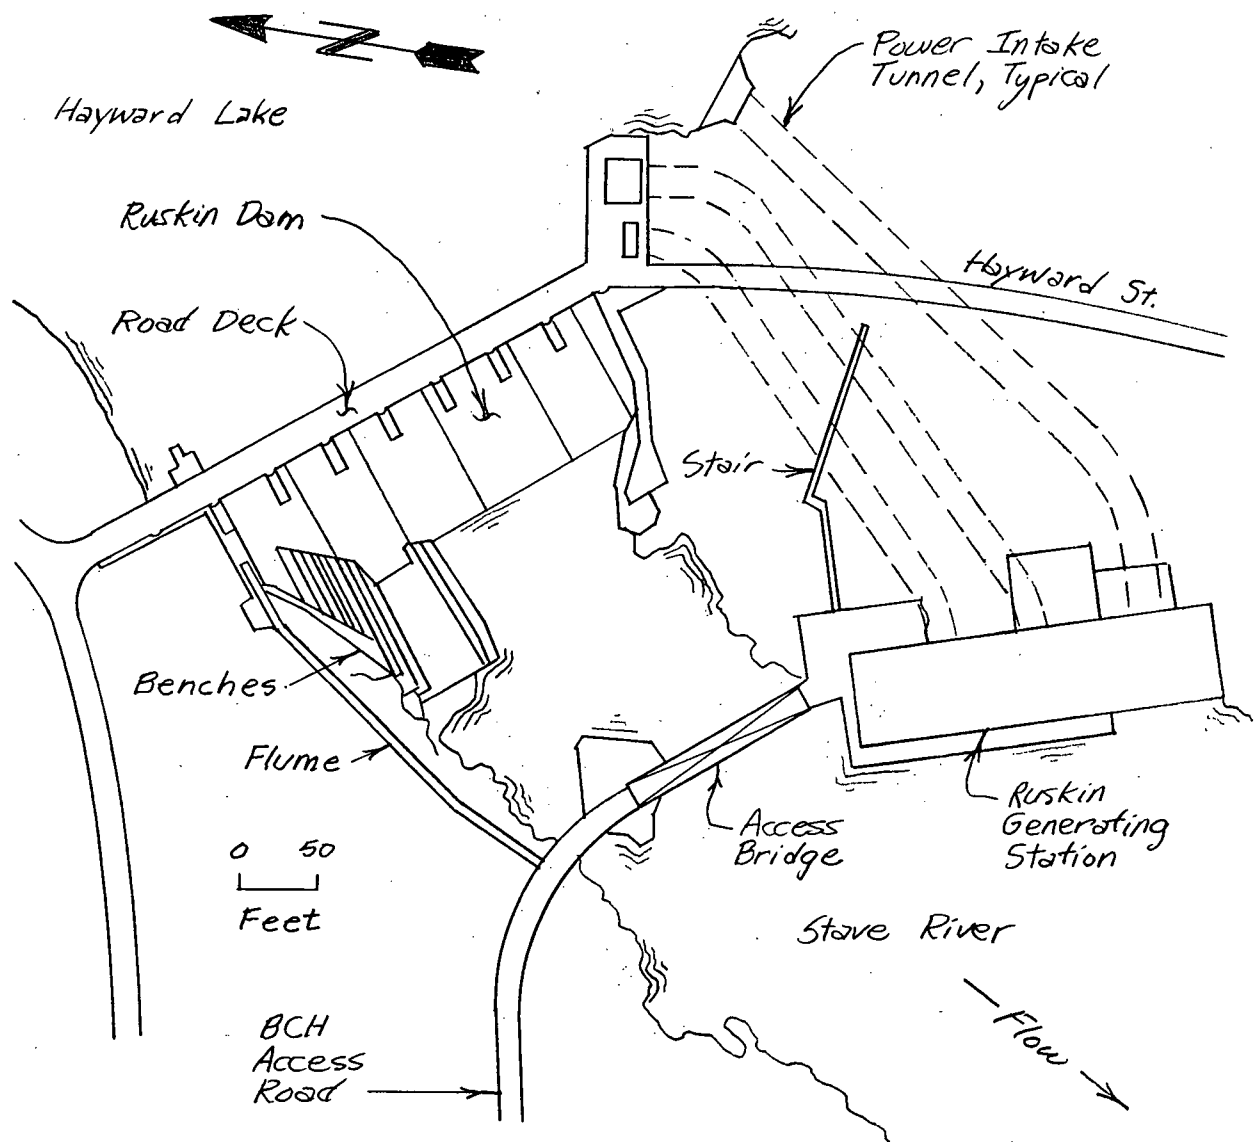 N
Hayward Lake
Power Intake
Tunnel, Typical
Ruskin Dam
Road Deck
Hayward St.
Stair
Benches
Flume
0 50
Feet
Access
Bridge
Ruskin
Generating
Station
Stave River
Flow
BCH
Access
Road